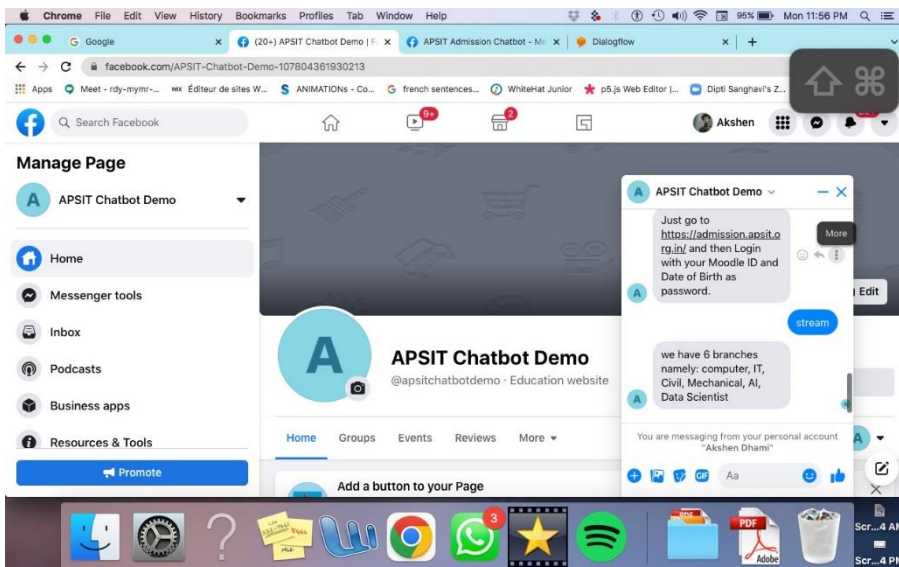 Chrome File Edit View History Bookmarks Profiles Tab Window Help 95% Mon 11:56 PM
Google (20+) APSIT Chatbot Demo | F APSIT Admission Chatbot - Me Dialogflow
facebook.com/APSIT-Chatbot-Demo-107804361930213
Apps Meet - rdy-mymr-... WIX Éditeur de sites W... ANIMATIONs - Co... french sentences... WhiteHat Junior p5.js Web Editor |... Dipti Sanghavi's Z...
Search Facebook 9+ 2 Akshen
Manage Page
A APSIT Chatbot Demo
Home
Messenger tools
Inbox
Podcasts
Business apps
Resources & Tools
Promote
A
APSIT Chatbot Demo
@apsitchatbotdemo · Education website
Edit
Home Groups Events Reviews More
A
Add a button to your Page
A APSIT Chatbot Demo
Just go to
https://admission.apsit.o
rg.in/ and then Login
with your Moodle ID and
Date of Birth as
password.
A
More
stream
we have 6 branches
namely: computer, IT,
Civil, Mechanical, AI,
Data Scientist
A
You are messaging from your personal account
"Akshen Dhami"
GIF Aa
3
PDF
PDF
Adobe
Scr...4 AM
Scr...4 PM